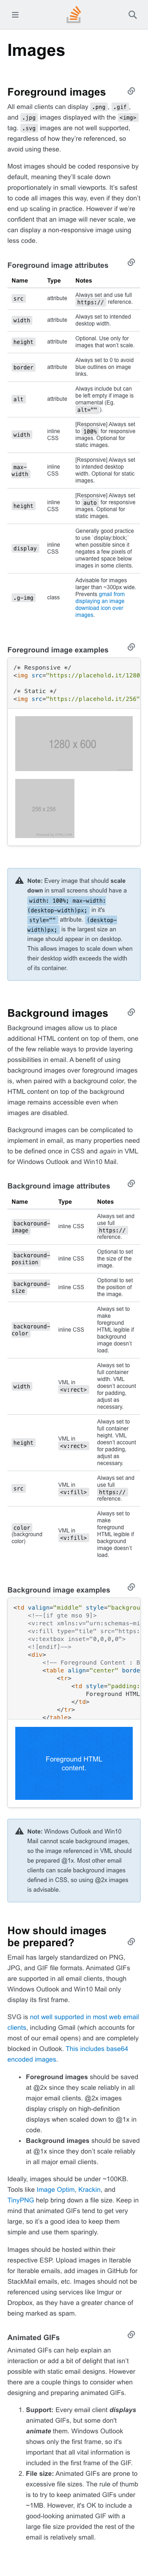 Images
Foreground images
All email clients can display .png, .gif,
and .jpg images displayed with the <img>
tag. .svg images are not well supported,
regardless of how they're referenced, so
avoid using these.
Most images should be coded responsive by
default, meaning they'll scale down
proportionately in small viewports. It's safest
to code all images this way, even if they don't
end up scaling in practice. However if we're
confident that an image will never scale, we
can display a non-responsive image using
less code.
Foreground image attributes
Name Type Notes
src attribute Always set and use full
https:// reference.
width attribute Always set to intended
desktop width.
height attribute Optional. Use only for
images that won't scale.
border attribute Always set to 0 to avoid
blue outlines on image
links.
alt attribute Always include but can
be left empty if image is
ornamental (Eg.
alt="").
width inline
CSS [Responsive] Always set
to 100% for responsive
images. Optional for
static images.
max-
width inline
CSS [Responsive] Always set
to intended desktop
width. Optional for static
images.
height inline
CSS [Responsive] Always set
to auto for responsive
images. Optional for
static images.
display inline
CSS Generally good practice
to use `display block;`
when possible since it
negates a few pixels of
unwanted space below
images in some clients.
.g-img class Advisable for images
larger than ~300px wide.
Prevents gmail from
displaying an image
download icon over
images.
Foreground image examples
/* Responsive */
<img src="https://placehold.it/1280
/* Static */
<img src="https://placehold.it/256"
1280 x 600
256 x 256
Note: Every image that should scale
down in small screens should have a
width: 100%; max-width:
(desktop-width)px; in it's
style="" attribute. (desktop-
width)px; is the largest size an
image should appear in on desktop.
This allows images to scale down when
their desktop width exceeds the width
of its container.
Background images
Background images allow us to place
additional HTML content on top of them, one
of the few reliable ways to provide layering
possibilities in email. A benefit of using
background images over foreground images
is, when paired with a background color, the
HTML content on top of the background
image remains accessible even when
images are disabled.
Background images can be complicated to
implement in email, as many properties need
to be defined once in CSS and again in VML
for Windows Outlook and Win10 Mail.
Background image attributes
Name Type Notes
background-
image inline CSS Always set and
use full
https://
reference.
background-
position inline CSS Optional to set
the size of the
image.
background-
size inline CSS Optional to set
the position of
the image.
background-
color inline CSS Always set to
make
foreground
HTML legible if
background
image doesn't
load.
width VML in
<v:rect> Always set to
full container
width. VML
doesn't account
for padding,
adjust as
necessary.
height VML in
<v:rect> Always set to
full container
height. VML
doesn't account
for padding,
adjust as
necessary.
src VML in
<v:fill> Always set and
use full
https://
reference.
color
(background
color) VML in
<v:fill> Always set to
make
foreground
HTML legible if
background
image doesn't
load.
Background image examples
<td valign="middle" style="backgrou
<!--[if gte mso 9]>
<v:rect xmlns:v="urn:schemas-mi
<v:fill type="tile" src="https:
<v:textbox inset="0,0,0,0">
<![endif]-->
<div>
<!-- Foreground Content : B
<table align="center" borde
<tr>
<td style="padding:
Foreground HTML
</td>
</tr>
</table>
Foreground HTML
content.
Note: Windows Outlook and Win10
Mail cannot scale background images,
so the image referenced in VML should
be prepared @1x. Most other email
clients can scale background images
defined in CSS, so using @2x images
is advisable.
How should images
be prepared?
Email has largely standardized on PNG,
JPG, and GIF file formats. Animated GIFs
are supported in all email clients, though
Windows Outlook and Win10 Mail only
display its first frame.
SVG is not well supported in most web email
clients, including Gmail (which accounts for
most of our email opens) and are completely
blocked in Outlook. This includes base64
encoded images.
• Foreground images should be saved
at @2x since they scale reliably in all
major email clients. @2x images
display crisply on high-definition
displays when scaled down to @1x in
code.
• Background images should be saved
at @1x since they don't scale reliably
in all major email clients.
Ideally, images should be under ~100KB.
Tools like Image Optim, Krackin, and
TinyPNG help bring down a file size. Keep in
mind that animated GIFs tend to get very
large, so it's a good idea to keep them
simple and use them sparingly.
Images should be hosted within their
respective ESP. Upload images in Iterable
for Iterable emails, add images in GitHub for
StackMail emails, etc. Images should not be
referenced using services like Imgur or
Dropbox, as they have a greater chance of
being marked as spam.
Animated GIFs
Animated GIFs can help explain an
interaction or add a bit of delight that isn't
possible with static email designs. However
there are a couple things to consider when
designing and preparing animated GIFs.
1. Support: Every email client displays
animated GIFs, but some don't
animate them. Windows Outlook
shows only the first frame, so it's
important that all vital information is
included in the first frame of the GIF.
2. File size: Animated GIFs are prone to
excessive file sizes. The rule of thumb
is to try to keep animated GIFs under
~1MB. However, it's OK to include a
good-looking animated GIF with a
large file size provided the rest of the
email is relatively small.